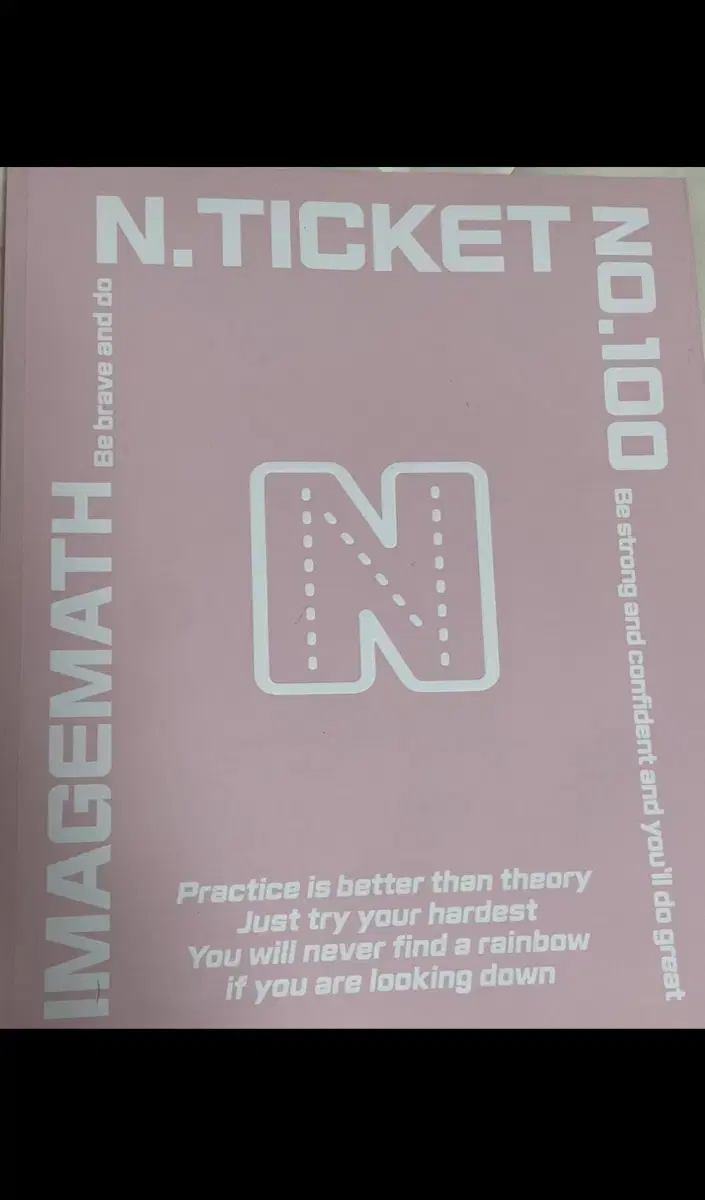 N.TICKET
NO.100
Be strong and confident and you'll do great
IMAGEMATH
Be brave and do
N
Practice is better than theory
Just try your hardest
You will never find a rainbow
if you are looking down